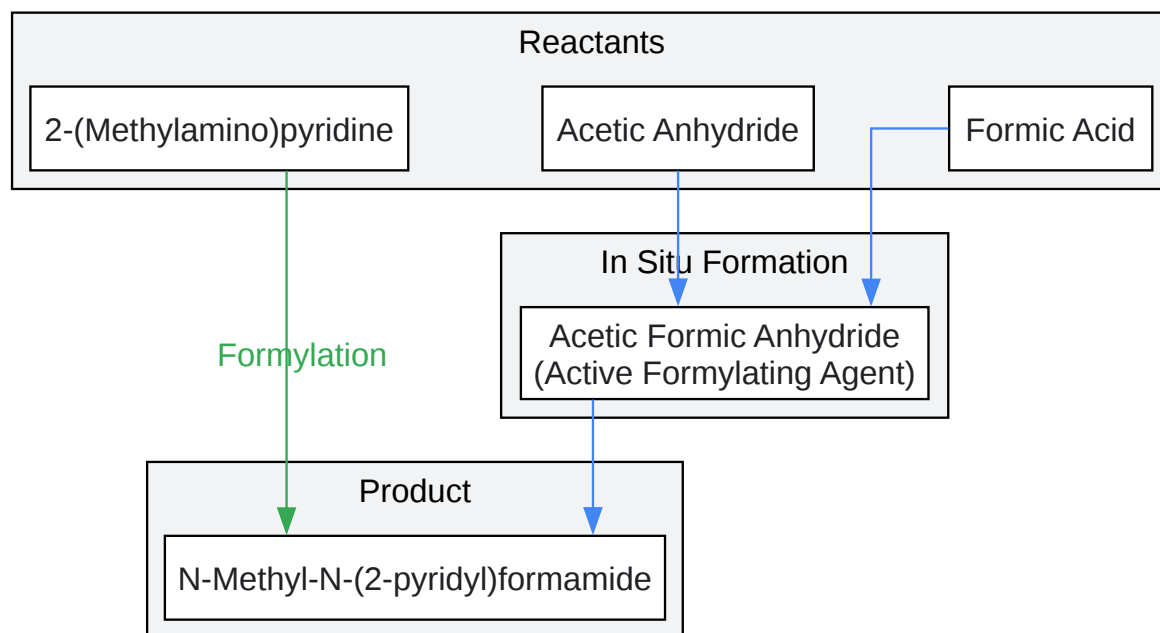 Reactants
2-(Methylamino)pyridine
Acetic Anhydride
Formic Acid
In Situ Formation
Acetic Formic Anhydride
(Active Formylating Agent)
Formylation
Product
N-Methyl-N-(2-pyridyl)formamide